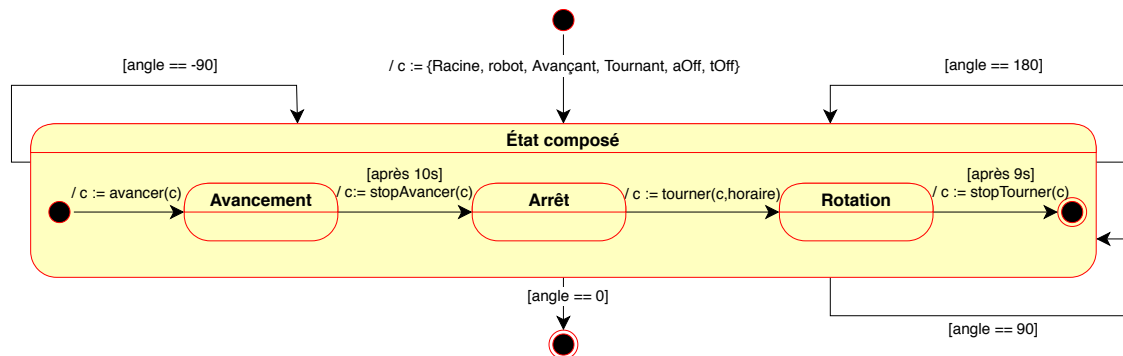 [angle == -90]
/ c := {Racine, robot, Avançant, Tournant, aOff, tOff}
[angle == 180]
État composé
/ c := avancer(c)
Avancement
[après 10s]
/ c:= stopAvancer(c)
Arrêt
/ c := tourner(c,horaire)
Rotation
[après 9s]
/ c:= stopTourner(c)
[angle == 0]
[angle == 90]